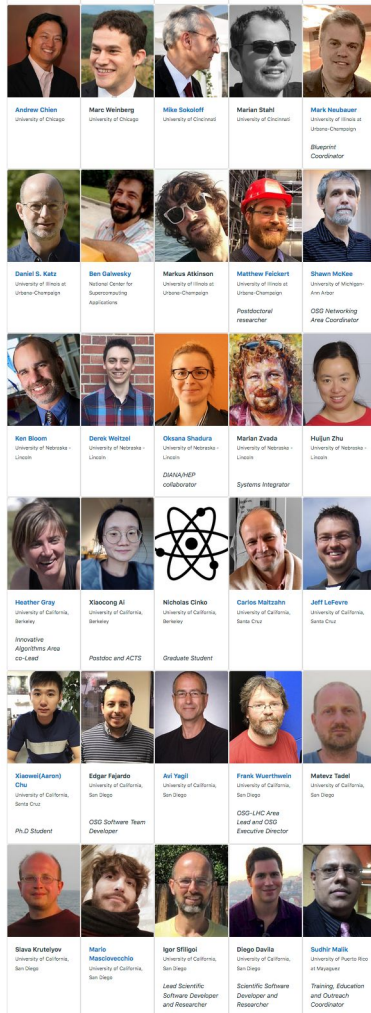 Andrew Chien
University of Chicago
Marc Weinberg
University of Chicago
Mike Sokoloff
University of Cincinnati
Marian Stahl
University of Cincinnati
Mark Neubauer
University of Illinois at
Urbana-Champaign
Blueprint
Coordinator
Daniel S. Katz
University of Illinois at
Urbana-Champaign
Ben Galwesky
National Center for
Supercomputing
Applications
Markus Atkinson
University of Illinois at
Urbana-Champaign
Matthew Feickert
University of Illinois at
Urbana-Champaign
Postdoctoral
researcher
Shawn McKee
University of Michigan-
Ann Arbor
OSG Networking
Area Coordinator
Ken Bloom
University of Nebraska -
Lincoln
Derek Weitzel
University of Nebraska -
Lincoln
Oksana Shadura
University of Nebraska -
Lincoln
DIANA/HEP
collaborator
Marian Zvada
University of Nebraska -
Lincoln
Systems Integrator
Huijun Zhu
University of Nebraska -
Lincoln
Heather Gray
University of California,
Berkeley
Innovative
Algorithms Area
co-Lead
Xiaocong Ai
University of California,
Berkeley
Postdoc and ACTS
Nicholas Cinko
University of California,
Berkeley
Graduate Student
Carlos Maltzahn
University of California,
Santa Cruz
Jeff LeFevre
University of California,
Santa Cruz
Xiaowei(Aaron)
Chu
University of California,
Santa Cruz
Ph.D Student
Edgar Fajardo
University of California,
San Diego
OSG Software Team
Developer
Avi Yagil
University of California,
San Diego
Frank Wuerthwein
University of California,
San Diego
OSG-LHC Area
Lead and OSG
Executive Director
Matevz Tadel
University of California,
San Diego
Slava Krutelyov
University of California,
San Diego
Mario
Masciovecchio
University of California,
San Diego
Igor Sfiligoi
University of California,
San Diego
Lead Scientific
Software Developer
and Researcher
Diego Davila
University of California,
San Diego
Scientific Software
Developer and
Researcher
Sudhir Malik
University of Puerto Rico
at Mayaguez
Training, Education
and Outreach
Coordinator